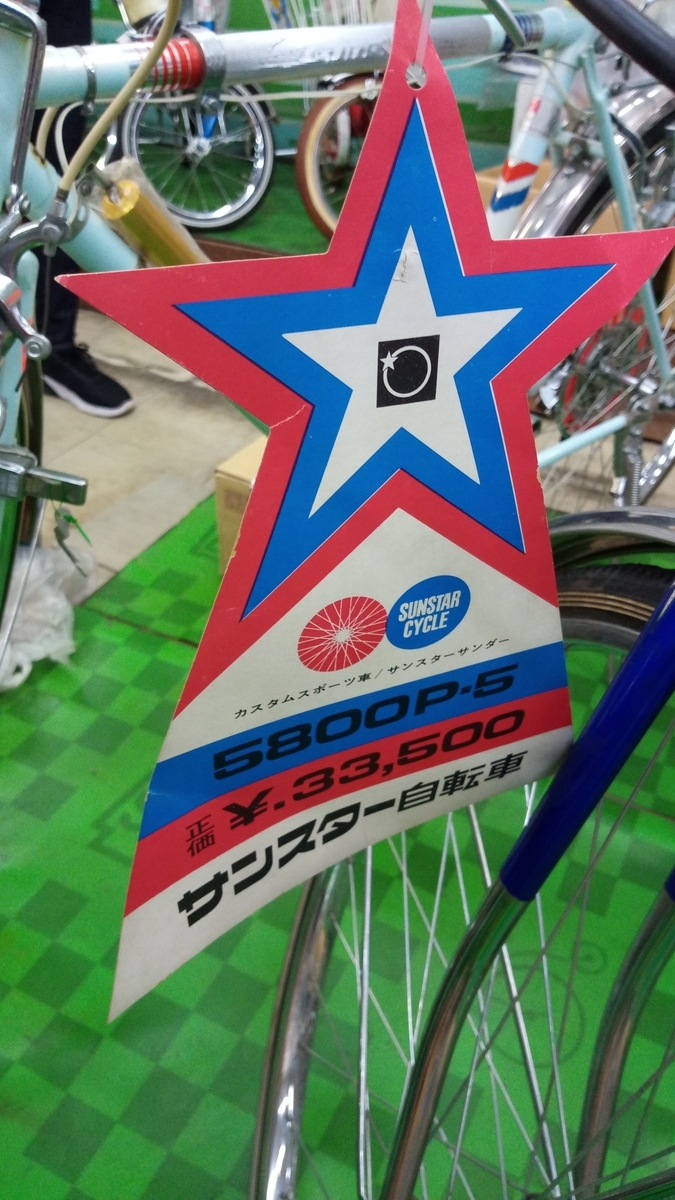 SUNSTAR
CYCLE
カスタムスポーツ車/サンスターサンダー
5800P-5
正価 ¥.33,500
サンスター自転車